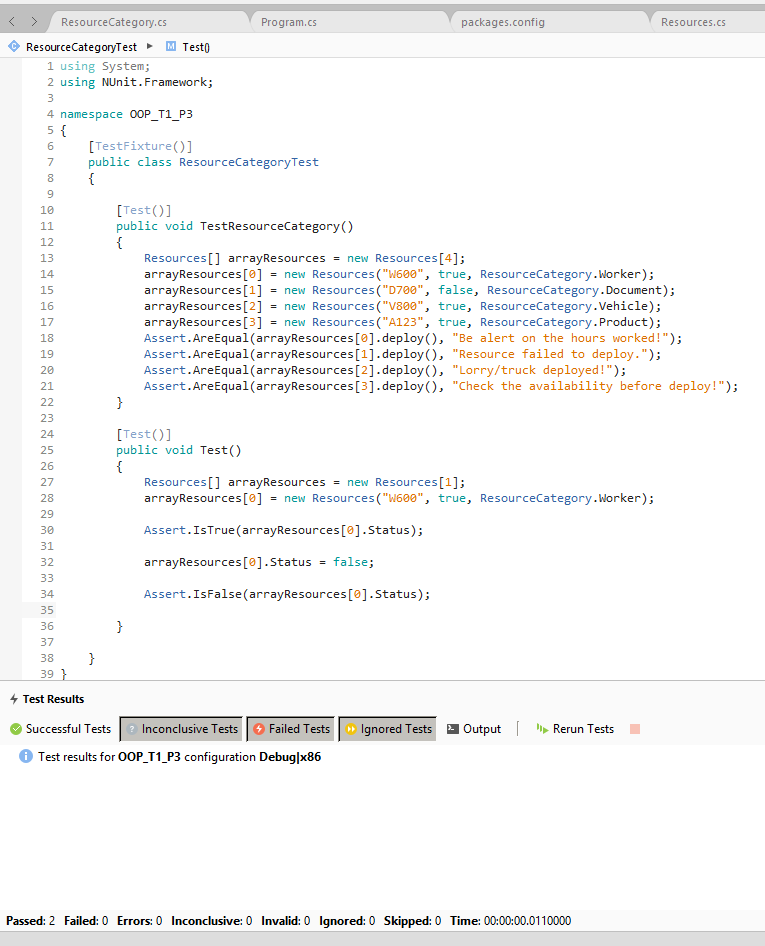 ResourceCategory.cs Program.cs packages.config Resources.cs
C ResourceCategoryTest ▶ M Test()
1 using System;
2 using NUnit.Framework;
3
4 namespace OOP_T1_P3
5 {
6 [TestFixture()]
7 public class ResourceCategoryTest
8 {
9
10 [Test()]
11 public void TestResourceCategory()
12 {
13 Resources[] arrayResources = new Resources[4];
14 arrayResources[0] = new Resources("W600", true, ResourceCategory.Worker);
15 arrayResources[1] = new Resources("D700", false, ResourceCategory.Document);
16 arrayResources[2] = new Resources("V800", true, ResourceCategory.Vehicle);
17 arrayResources[3] = new Resources("A123", true, ResourceCategory.Product);
18 Assert.AreEqual(arrayResources[0].deploy(), "Be alert on the hours worked!");
19 Assert.AreEqual(arrayResources[1].deploy(), "Resource failed to deploy.");
20 Assert.AreEqual(arrayResources[2].deploy(), "Lorry/truck deployed!");
21 Assert.AreEqual(arrayResources[3].deploy(), "Check the availability before deploy!");
22 }
23
24 [Test()]
25 public void Test()
26 {
27 Resources[] arrayResources = new Resources[1];
28 arrayResources[0] = new Resources("W600", true, ResourceCategory.Worker);
29
30 Assert.IsTrue(arrayResources[0].Status);
31
32 arrayResources[0].Status = false;
33
34 Assert.IsFalse(arrayResources[0].Status);
35
36 }
37
38 }
39 }
Test Results
Successful Tests ? Inconclusive Tests Failed Tests Ignored Tests Output Rerun Tests
i Test results for OOP_T1_P3 configuration Debug|x86
Passed: 2 Failed: 0 Errors: 0 Inconclusive: 0 Invalid: 0 Ignored: 0 Skipped: 0 Time: 00:00:00.0110000